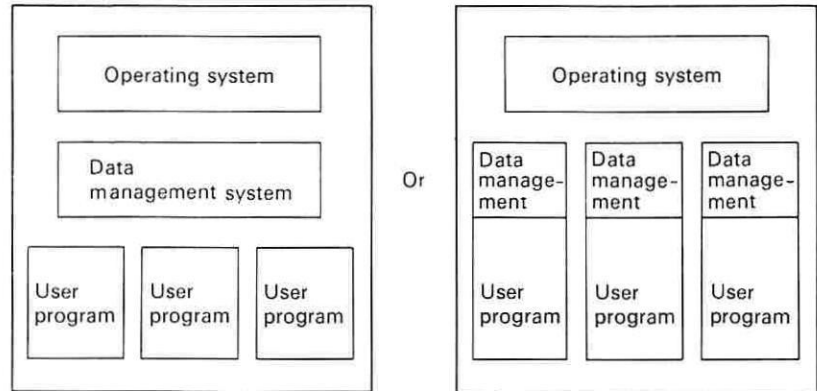 Operating system
Data
management system
User
program
User
program
User
program
Or
Operating system
Data
manage-
ment
Data
manage-
ment
Data
manage-
ment
User
program
User
program
User
program